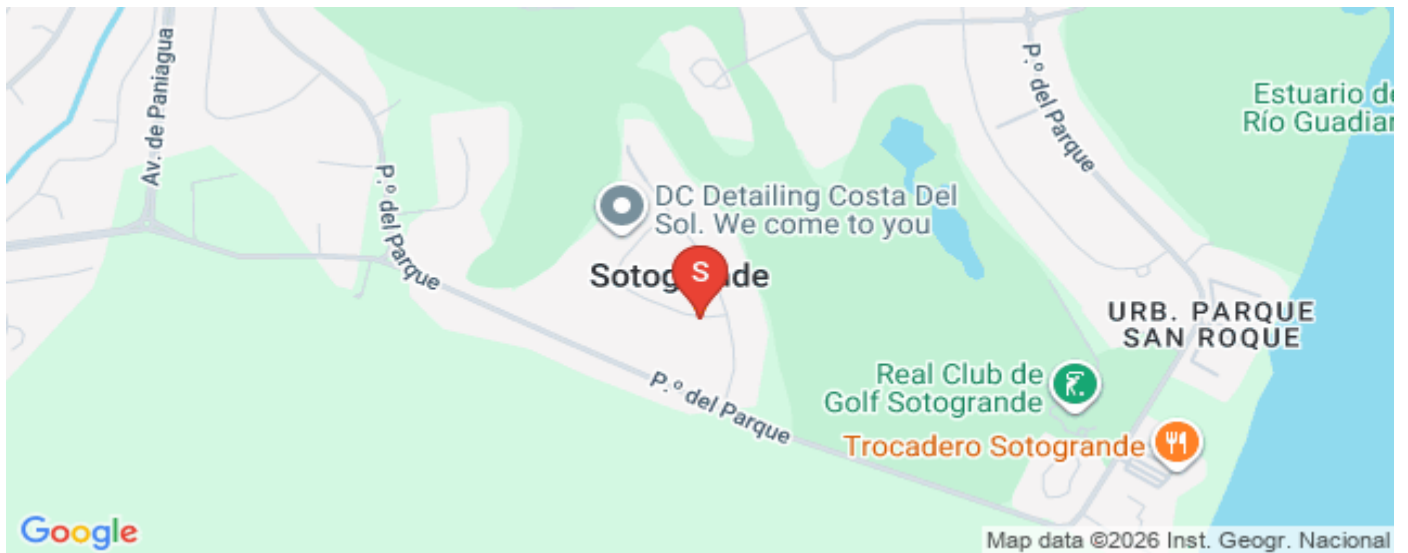 Av. de Paniagua
P.º del Parque
P.º del Parque
Estuario de
Río Guadiar
DC Detailing Costa Del
Sol. We come to you
Sotog de
S
URB. PARQUE
SAN ROQUE
Real Club de
Golf Sotogrande
P.º del Parque
Trocadero Sotogrande
Google
Map data ©2026 Inst. Geogr. Nacional